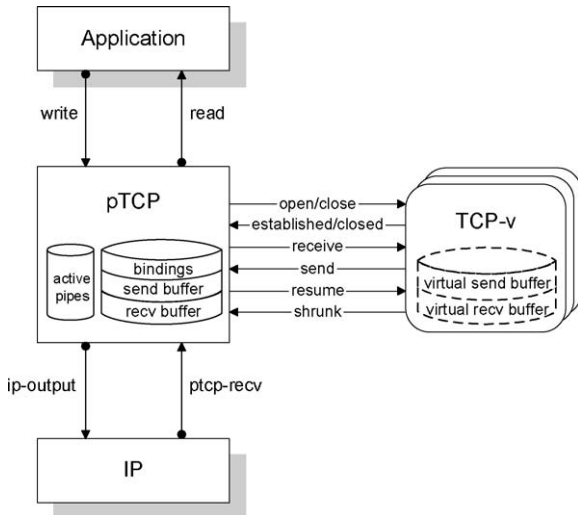 Application
write
read
pTCP
open/close
established/closed
TCP-v
receive
active
pipes
bindings
send buffer
recv buffer
send
resume
shrunk
virtual send buffer
virtual recv buffer
ip-output
ptcp-recv
IP